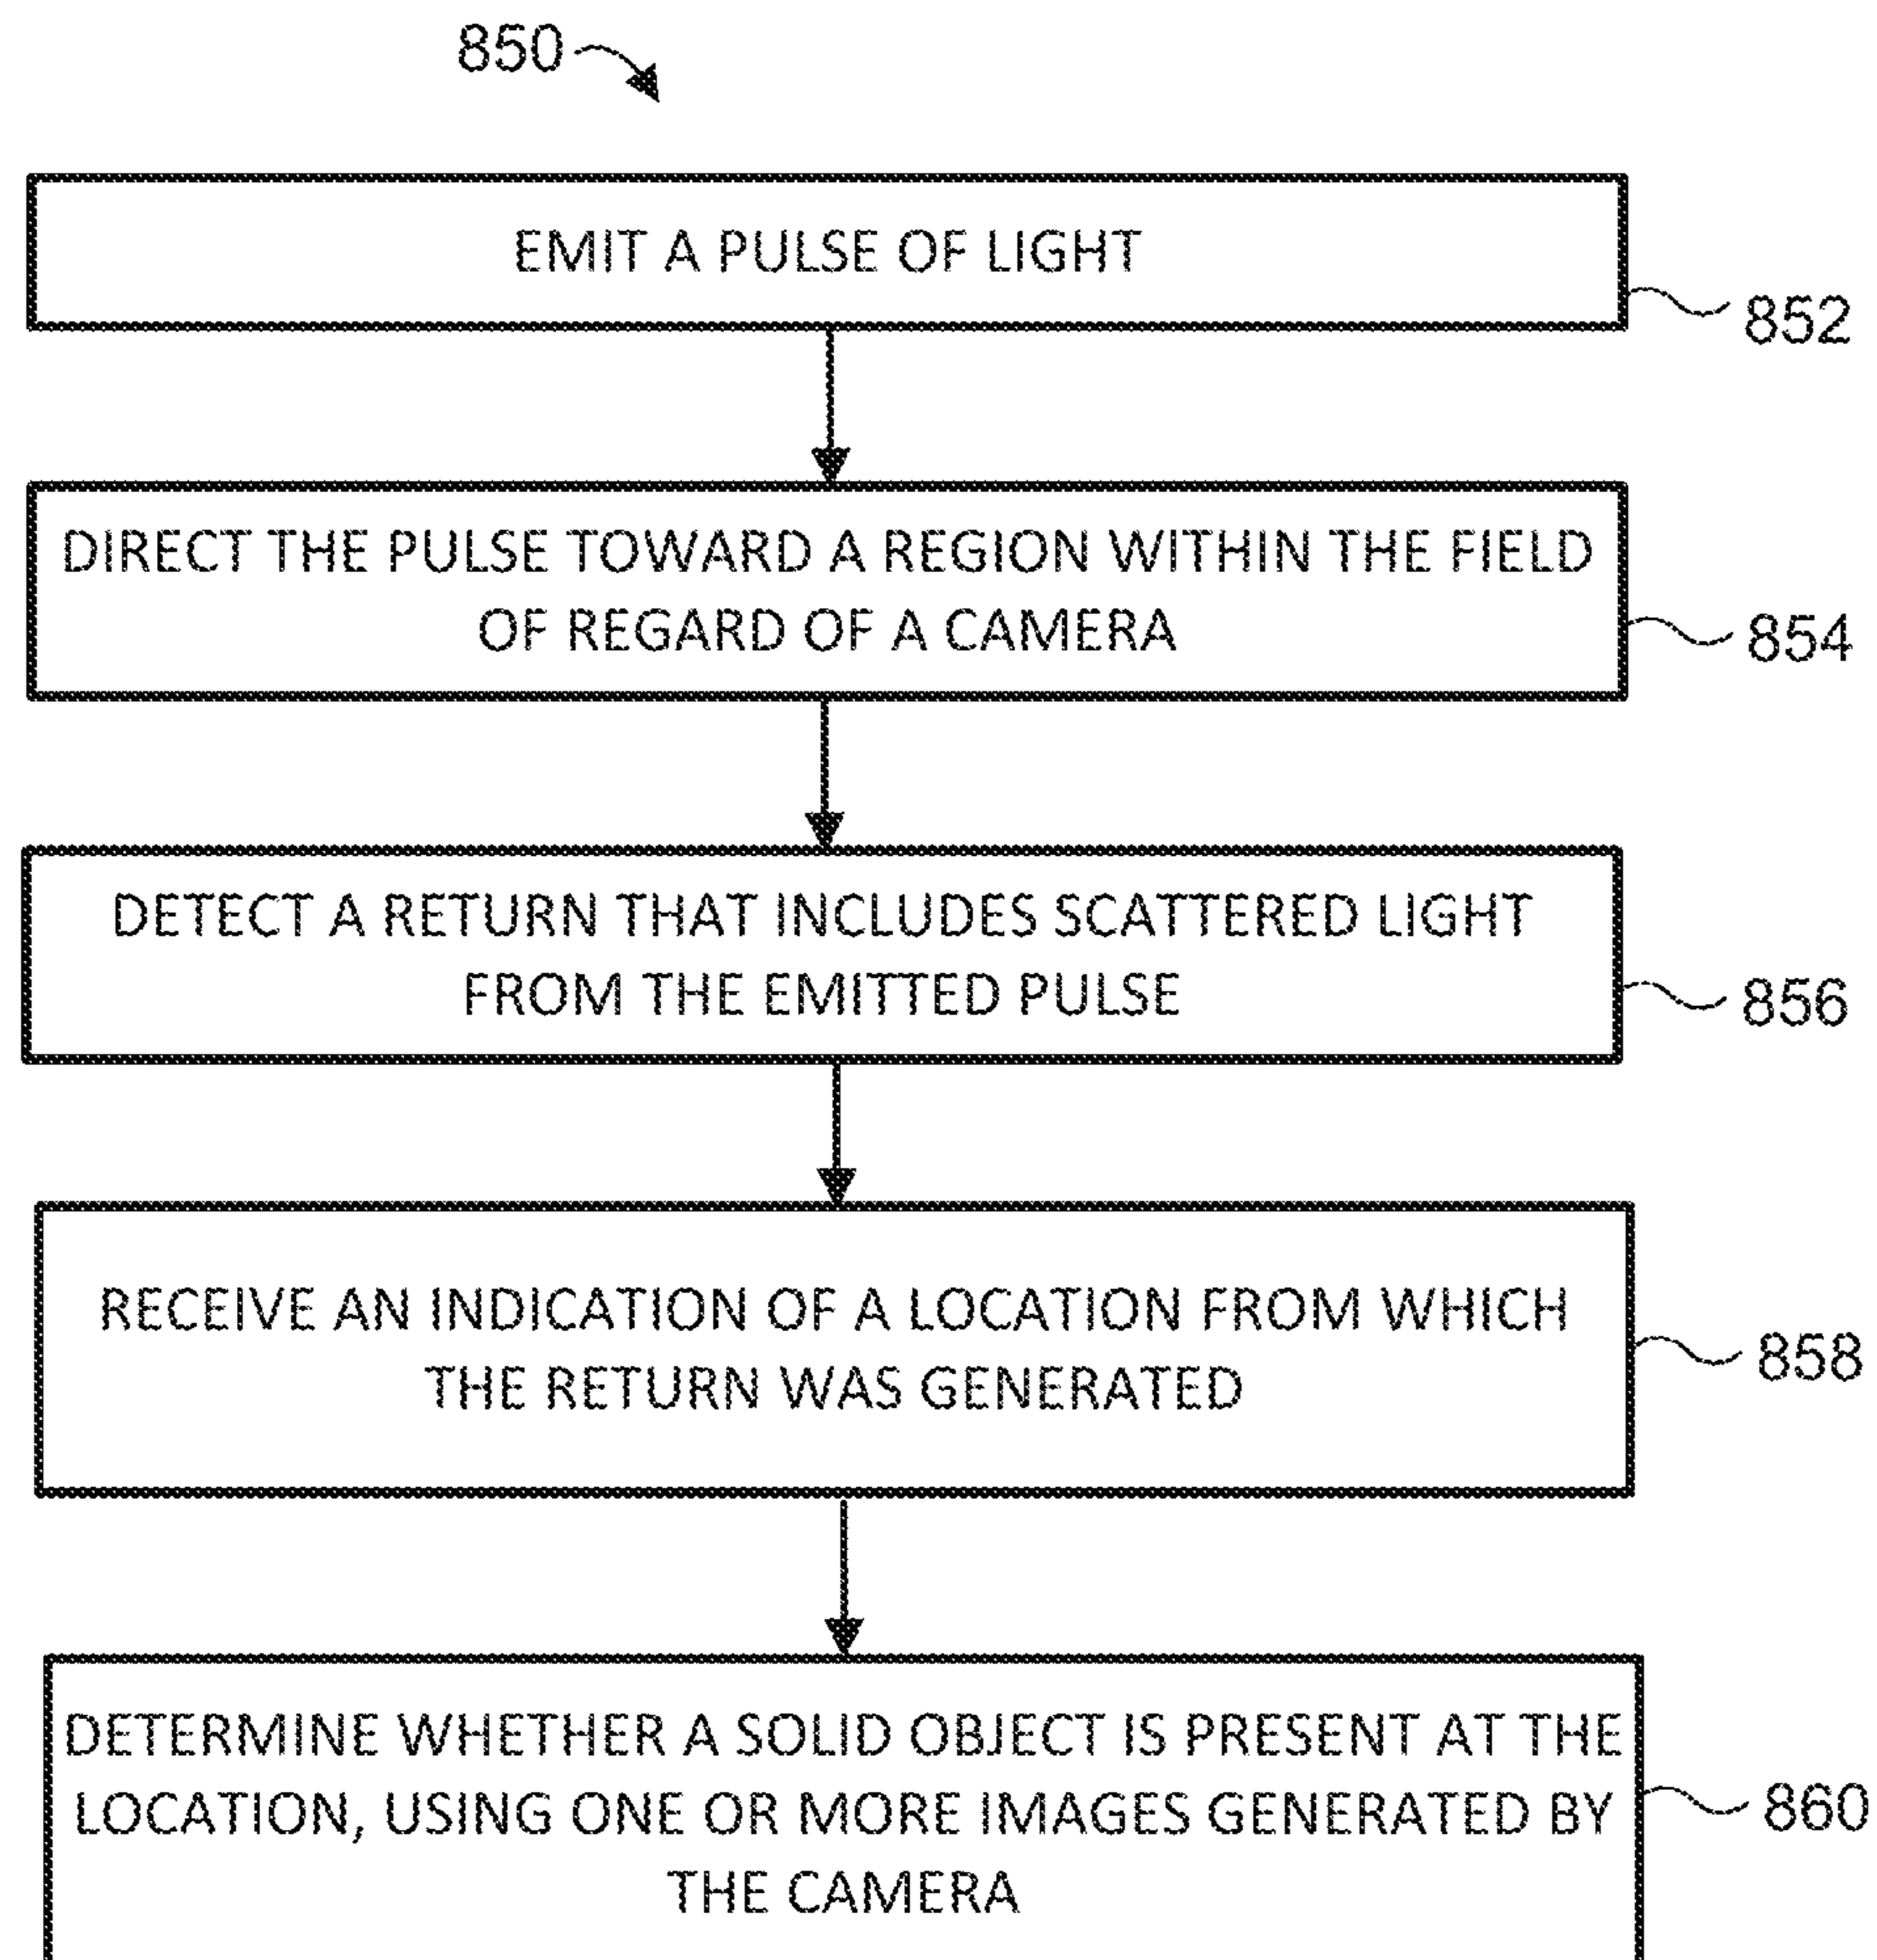 850
EMIT A PULSE OF LIGHT
852
DIRECT THE PULSE TOWARD A REGION WITHIN THE FIELD
OF REGARD OF A CAMERA
854
DETECT A RETURN THAT INCLUDES SCATTERED LIGHT
FROM THE EMITTED PULSE
856
RECEIVE AN INDICATION OF A LOCATION FROM WHICH
THE RETURN WAS GENERATED
858
DETERMINE WHETHER A SOLID OBJECT IS PRESENT AT THE
LOCATION, USING ONE OR MORE IMAGES GENERATED BY
THE CAMERA
860